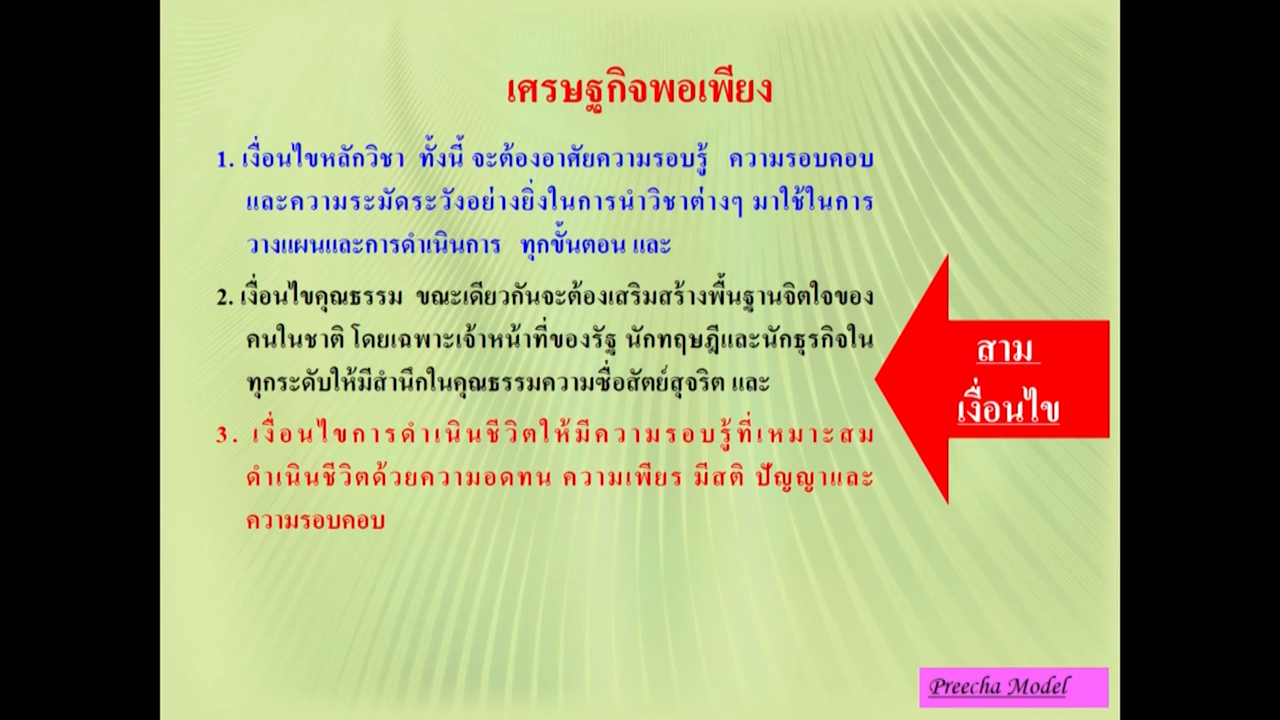 เศรษฐกิจพอเพียง
1. เงื่อนไขหลักวิชา ทั้งนี้ จะต้องอาศัยความรอบรู้ ความรอบคอบ
และความระมัดระวังอย่างยิ่งในการนำวิชาต่างๆ มาใช้ในการ
วางแผนและการดำเนินการ ทุกขั้นตอน และ
2. เงื่อนไขคุณธรรม ขณะเดียวกันจะต้องเสริมสร้างพื้นฐานจิตใจของ
คนในชาติ โดยเฉพาะเจ้าหน้าที่ของรัฐ นักทฤษฎีและนักธุรกิจใน
ทุกระดับให้มีสำนึกในคุณธรรมความซื่อสัตย์สุจริต และ
3. เงื่อนไขการดำเนินชีวิตให้มีความรอบรู้ที่เหมาะสม
ดำเนินชีวิตด้วยความอดทน ความเพียร มีสติ ปัญญาและ
ความรอบคอบ
สาม
เงื่อนไข
Preecha Model